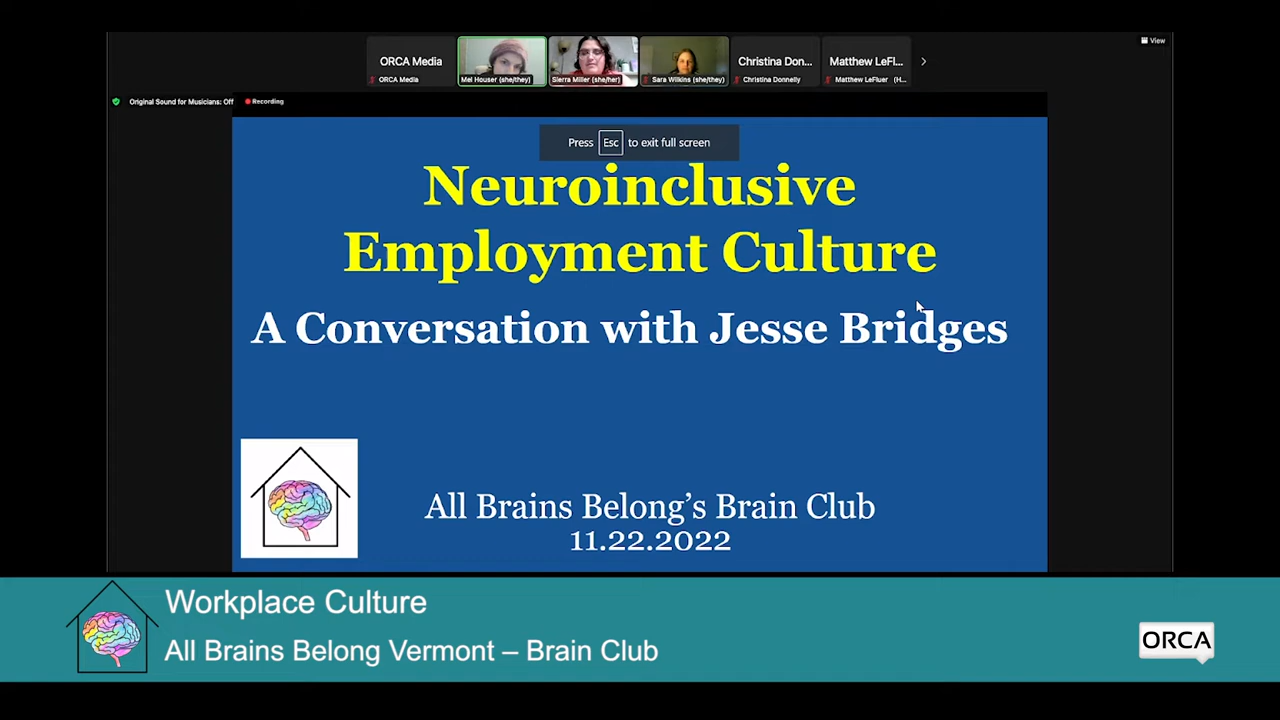 View
ORCA Media
Christina Don...
Matthew LeFl...
ORCA Media
Mel Houser (she/they)
Sierra Miller (she/her)
Sara Wilkins (she/they)
Christina Donnelly
Matthew LeFluer (H...
Original Sound for Musicians: Off
Recording
Press Esc to exit full screen
Neuroinclusive
Employment Culture
A Conversation with Jesse Bridges
All Brains Belong’s Brain Club
11.22.2022
Workplace Culture
All Brains Belong Vermont – Brain Club
ORCA